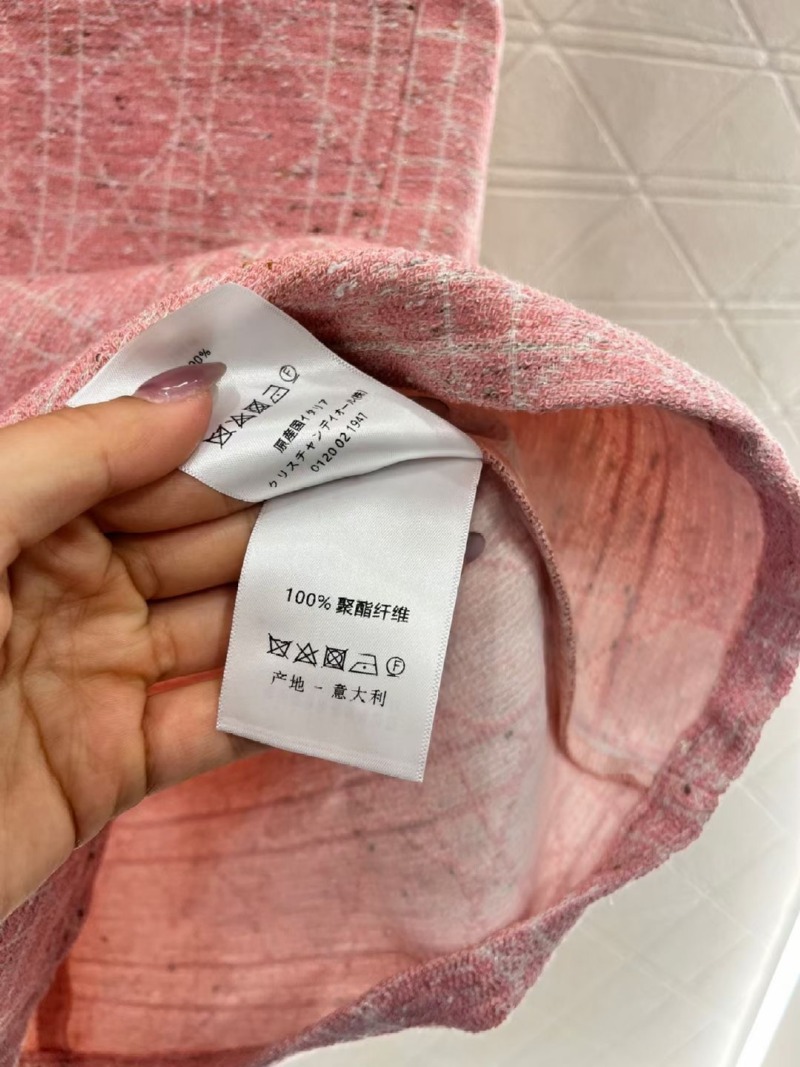 00%
F
原産国イタリア
クリスチャンディオール(株)
0120 02 1947
100% 聚酯纤维
F
产地 - 意大利